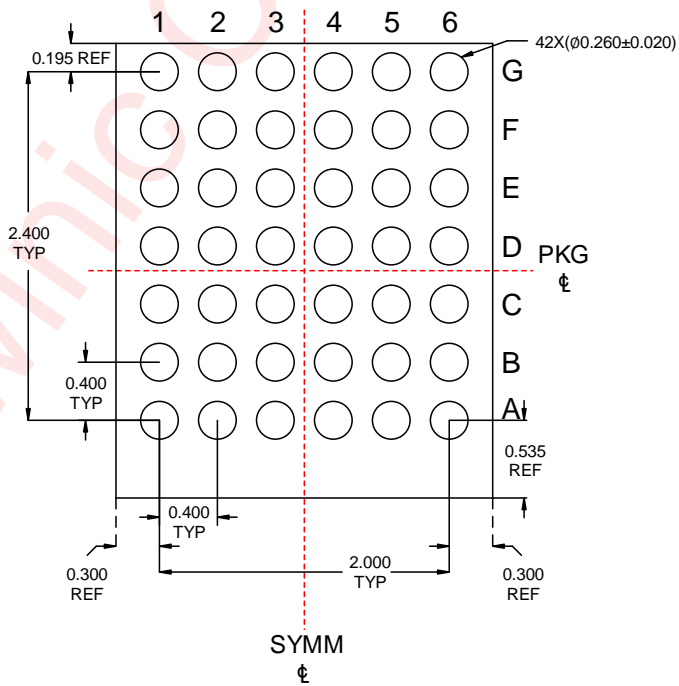 1 2 3 4 5 6
42X(ø0.260±0.020)
0.195 REF
G
F
E
2.400
TYP
D
PKG
℄
C
B
0.400
TYP
A
0.535
REF
0.400
TYP
2.000
TYP
0.300
REF
0.300
REF
SYMM
℄